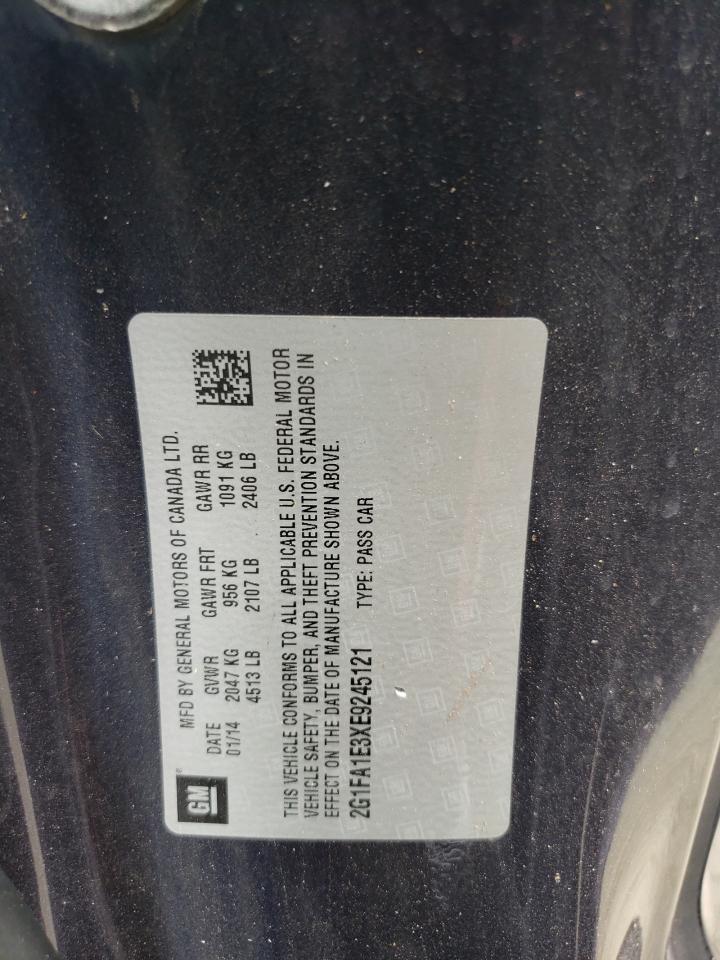 GM
MFD BY GENERAL MOTORS OF CANADA LTD.
DATE GVWR GAWR FRT GAWR RR
01/14 2047 KG 956 KG 1091 KG
4513 LB 2107 LB 2406 LB
THIS VEHICLE CONFORMS TO ALL APPLICABLE U.S. FEDERAL MOTOR
VEHICLE SAFETY, BUMPER, AND THEFT PREVENTION STANDARDS IN
EFFECT ON THE DATE OF MANUFACTURE SHOWN ABOVE.
2G1FA1E3XE9245121 TYPE: PASS CAR